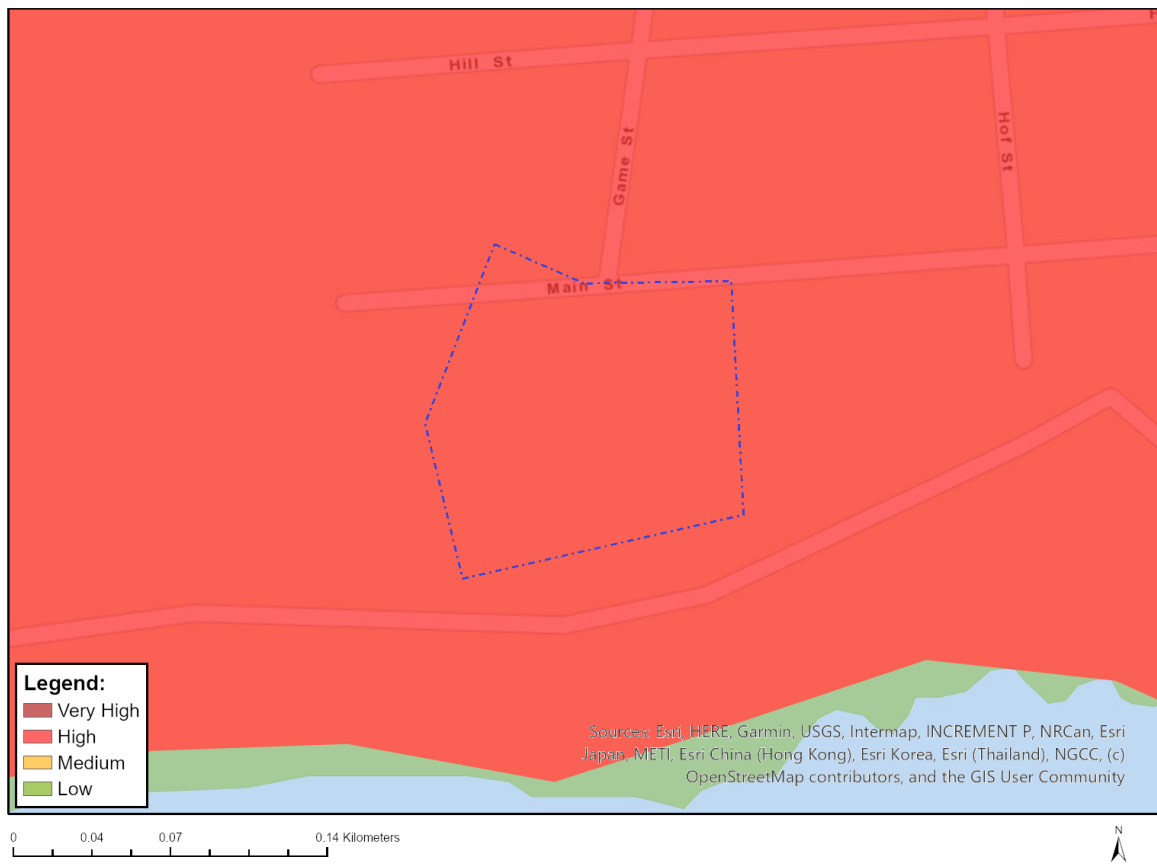 Hill St
Game St
Hof St
Main St
Legend:
Very High
High
Medium
Low
Sources: Esri, HERE, Garmin, USGS, Intermap, INCREMENT P, NRCan, Esri
Japan, METI, Esri China (Hong Kong), Esri Korea, Esri (Thailand), NGCC, (c)
OpenStreetMap contributors, and the GIS User Community
0 0.04 0.07 0.14 Kilometers
N